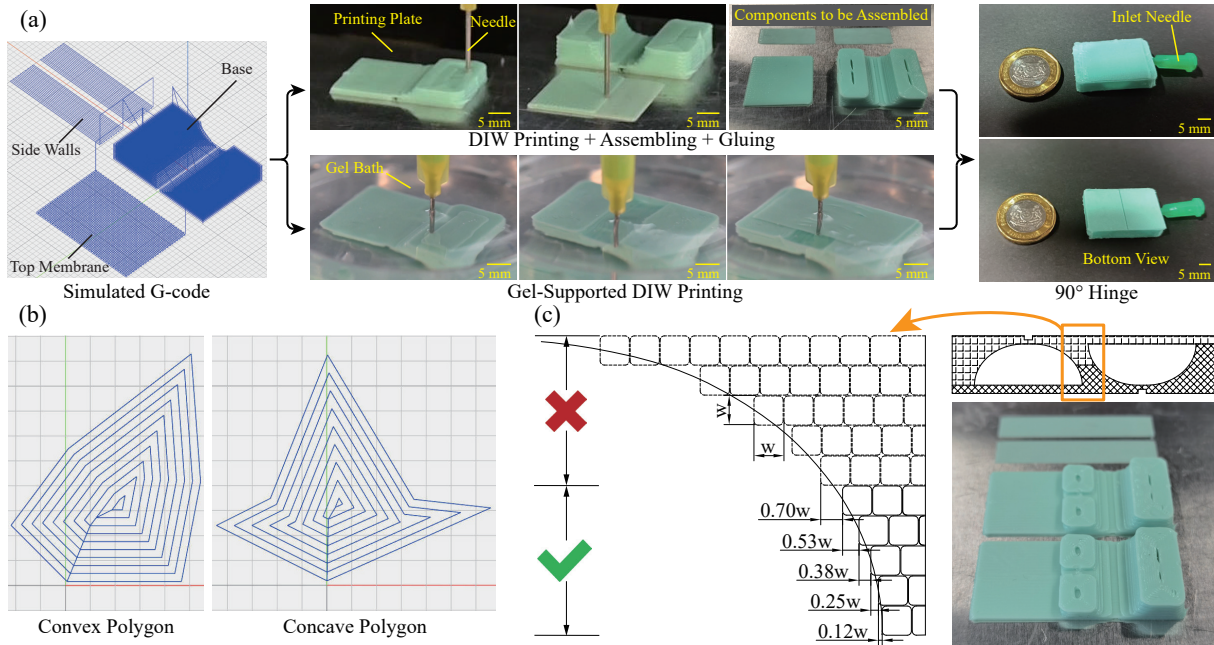 (a)
Base
Side Walls
Top Membrane
Simulated G-code
Printing Plate
Needle
5 mm
5 mm
Components to be Assembled
5 mm
DIW Printing + Assembling + Gluing
Gel Bath
5 mm
5 mm
5 mm
Gel-Supported DIW Printing
Inlet Needle
5 mm
Bottom View
5 mm
90° Hinge
(b)
Convex Polygon
Concave Polygon
(c)
w
w
0.70w
0.53w
0.38w
0.25w
0.12w